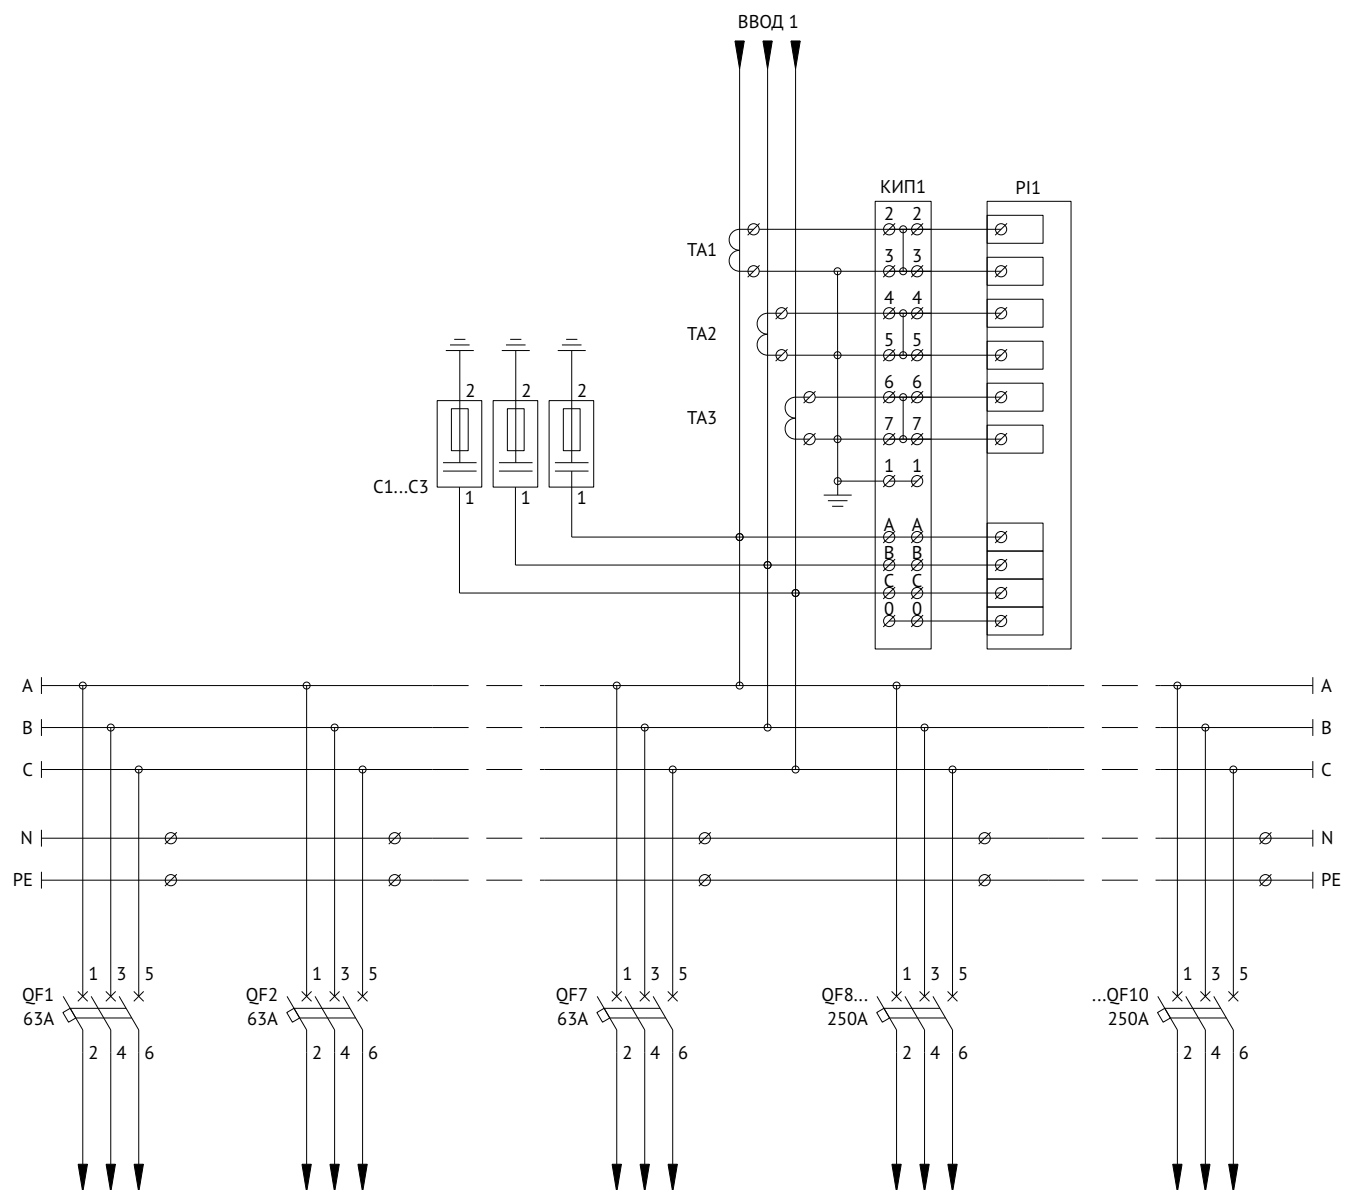 ВВОД 1
КИП1
PI1
2 2
TA1
3 3
4 4
TA2
5 5
6 6
2 2 2
TA3
7 7
1 1
C1...C3
1 1 1
A A
B B
C C
0 0
A A
B B
C C
N N
PE PE
1 3 5 1 3 5 1 3 5 1 3 5 1 3 5
QF1 QF2 QF7 QF8... ...QF10
63A 63A 63A 250A 250A
2 4 6 2 4 6 2 4 6 2 4 6 2 4 6